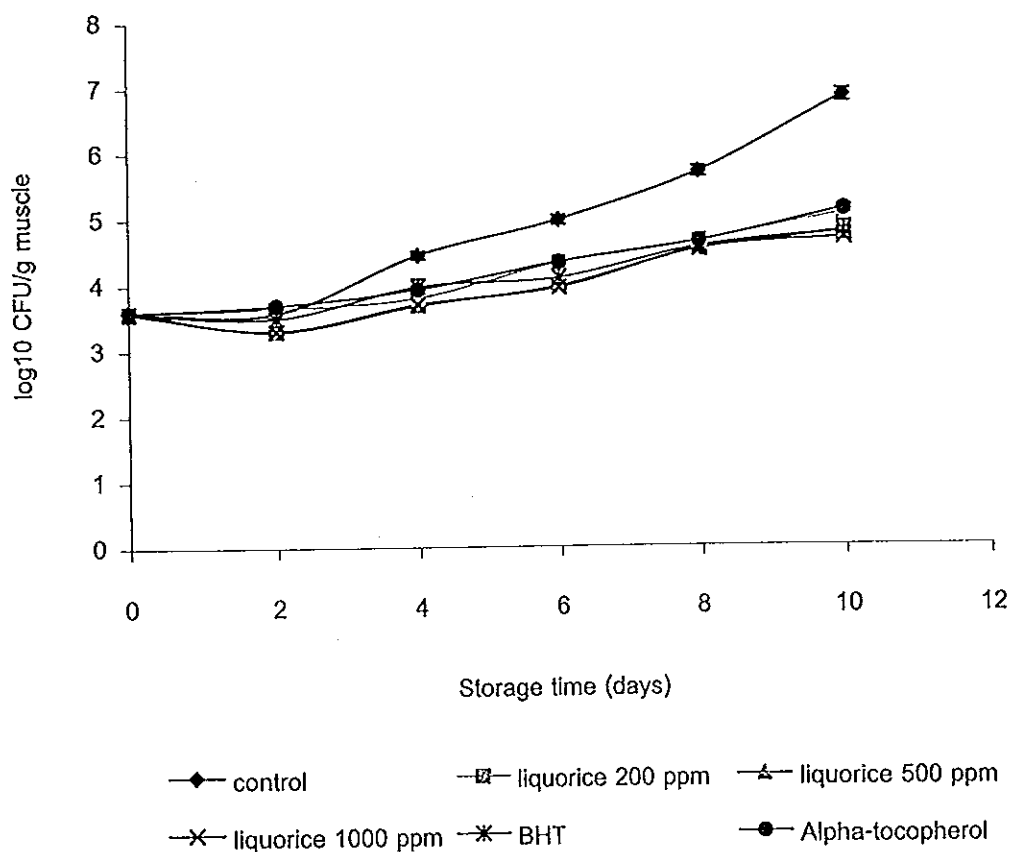 8
7
6
5
4
3
2
1
0
log10 CFU/g muscle
0 2 4 6 8 10 12
Storage time (days)
control liquorice 200 ppm liquorice 500 ppm
liquorice 1000 ppm BHT Alpha-tocopherol